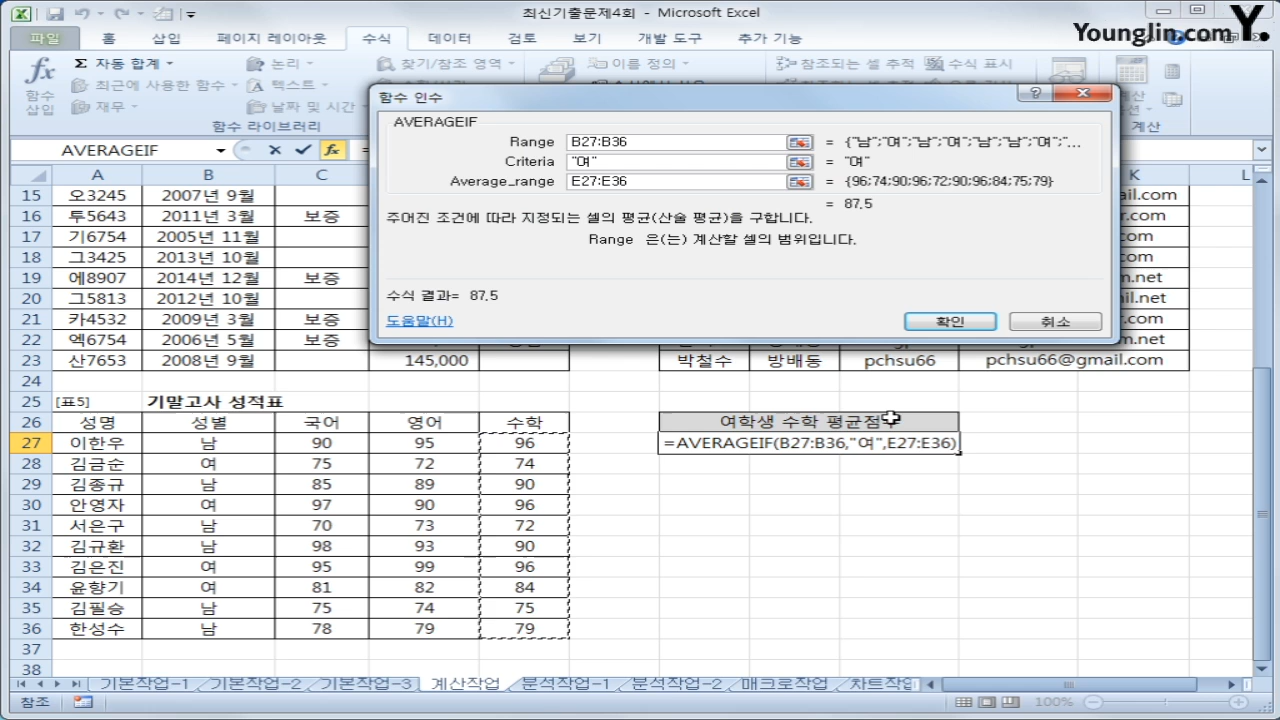 최신기출문제4회 - Microsoft Excel
Younglin.com Y.
파일 홈 삽입 페이지 레이아웃 수식 데이터 검토 보기 개발 도구 추가 기능
fx 함수 삽입
Σ 자동 합계 논리 찾기/참조 영역 이름 정의 참조되는 셀 추적 수식 표시
최근에 사용한 함수 텍스트
재무 날짜 및 시간
함수 라이브러리 계산
함수 인수
AVERAGEIF
Range B27:B36 = {"남";"여";"남";"여";"남";"남";"여";"...
Criteria "여" = "여"
Average_range E27:E36 = {96;74;90;96;72;90;96;84;75;79}
= 87.5
주어진 조건에 따라 지정되는 셀의 평균(산술 평균)을 구합니다.
Range 은(는) 계산할 셀의 범위입니다.
수식 결과= 87.5
도움말(H) 확인 취소
AVERAGEIF fx =
A B C K L
15 오3245 2007년 9월 ail.com
16 투5643 2011년 3월 보증 r.com
17 기6754 2005년 11월 com
18 그3425 2013년 10월 com
19 에8907 2014년 12월 보증 m.net
20 그5813 2012년 10월 il.net
21 카4532 2009년 3월 보증 r.com
22 엑6754 2006년 5월 보증 m.net
23 산7653 2008년 9월 145,000 박철수 방배동 pchsu66 pchsu66@gmail.com
24
25 [표5] 기말고사 성적표
26 성명 성별 국어 영어 수학 여학생 수학 평균점
27 이한우 남 90 95 96 =AVERAGEIF(B27:B36,"여",E27:E36)
28 김금순 여 75 72 74
29 김종규 남 85 89 90
30 안영자 여 97 90 96
31 서은구 남 70 73 72
32 김규환 남 98 93 90
33 김은진 여 95 99 96
34 윤향기 여 81 82 84
35 김필승 남 75 74 75
36 한성수 남 78 79 79
37
38
기본작업-1 기본작업-2 기본작업-3 계산작업 분석작업-1 분석작업-2 매크로작업 차트작업
참조 100%